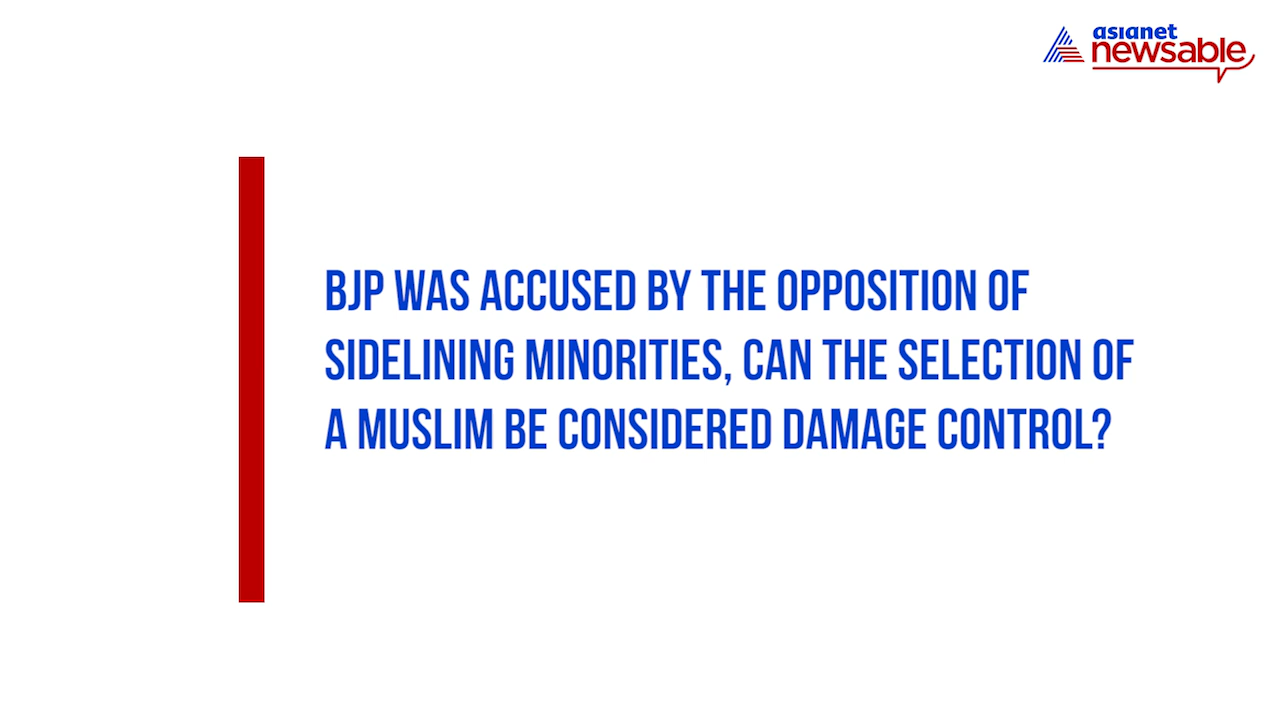 asianet
newsable
BJP WAS ACCUSED BY THE OPPOSITION OF
SIDELINING MINORITIES, CAN THE SELECTION OF
A MUSLIM BE CONSIDERED DAMAGE CONTROL?